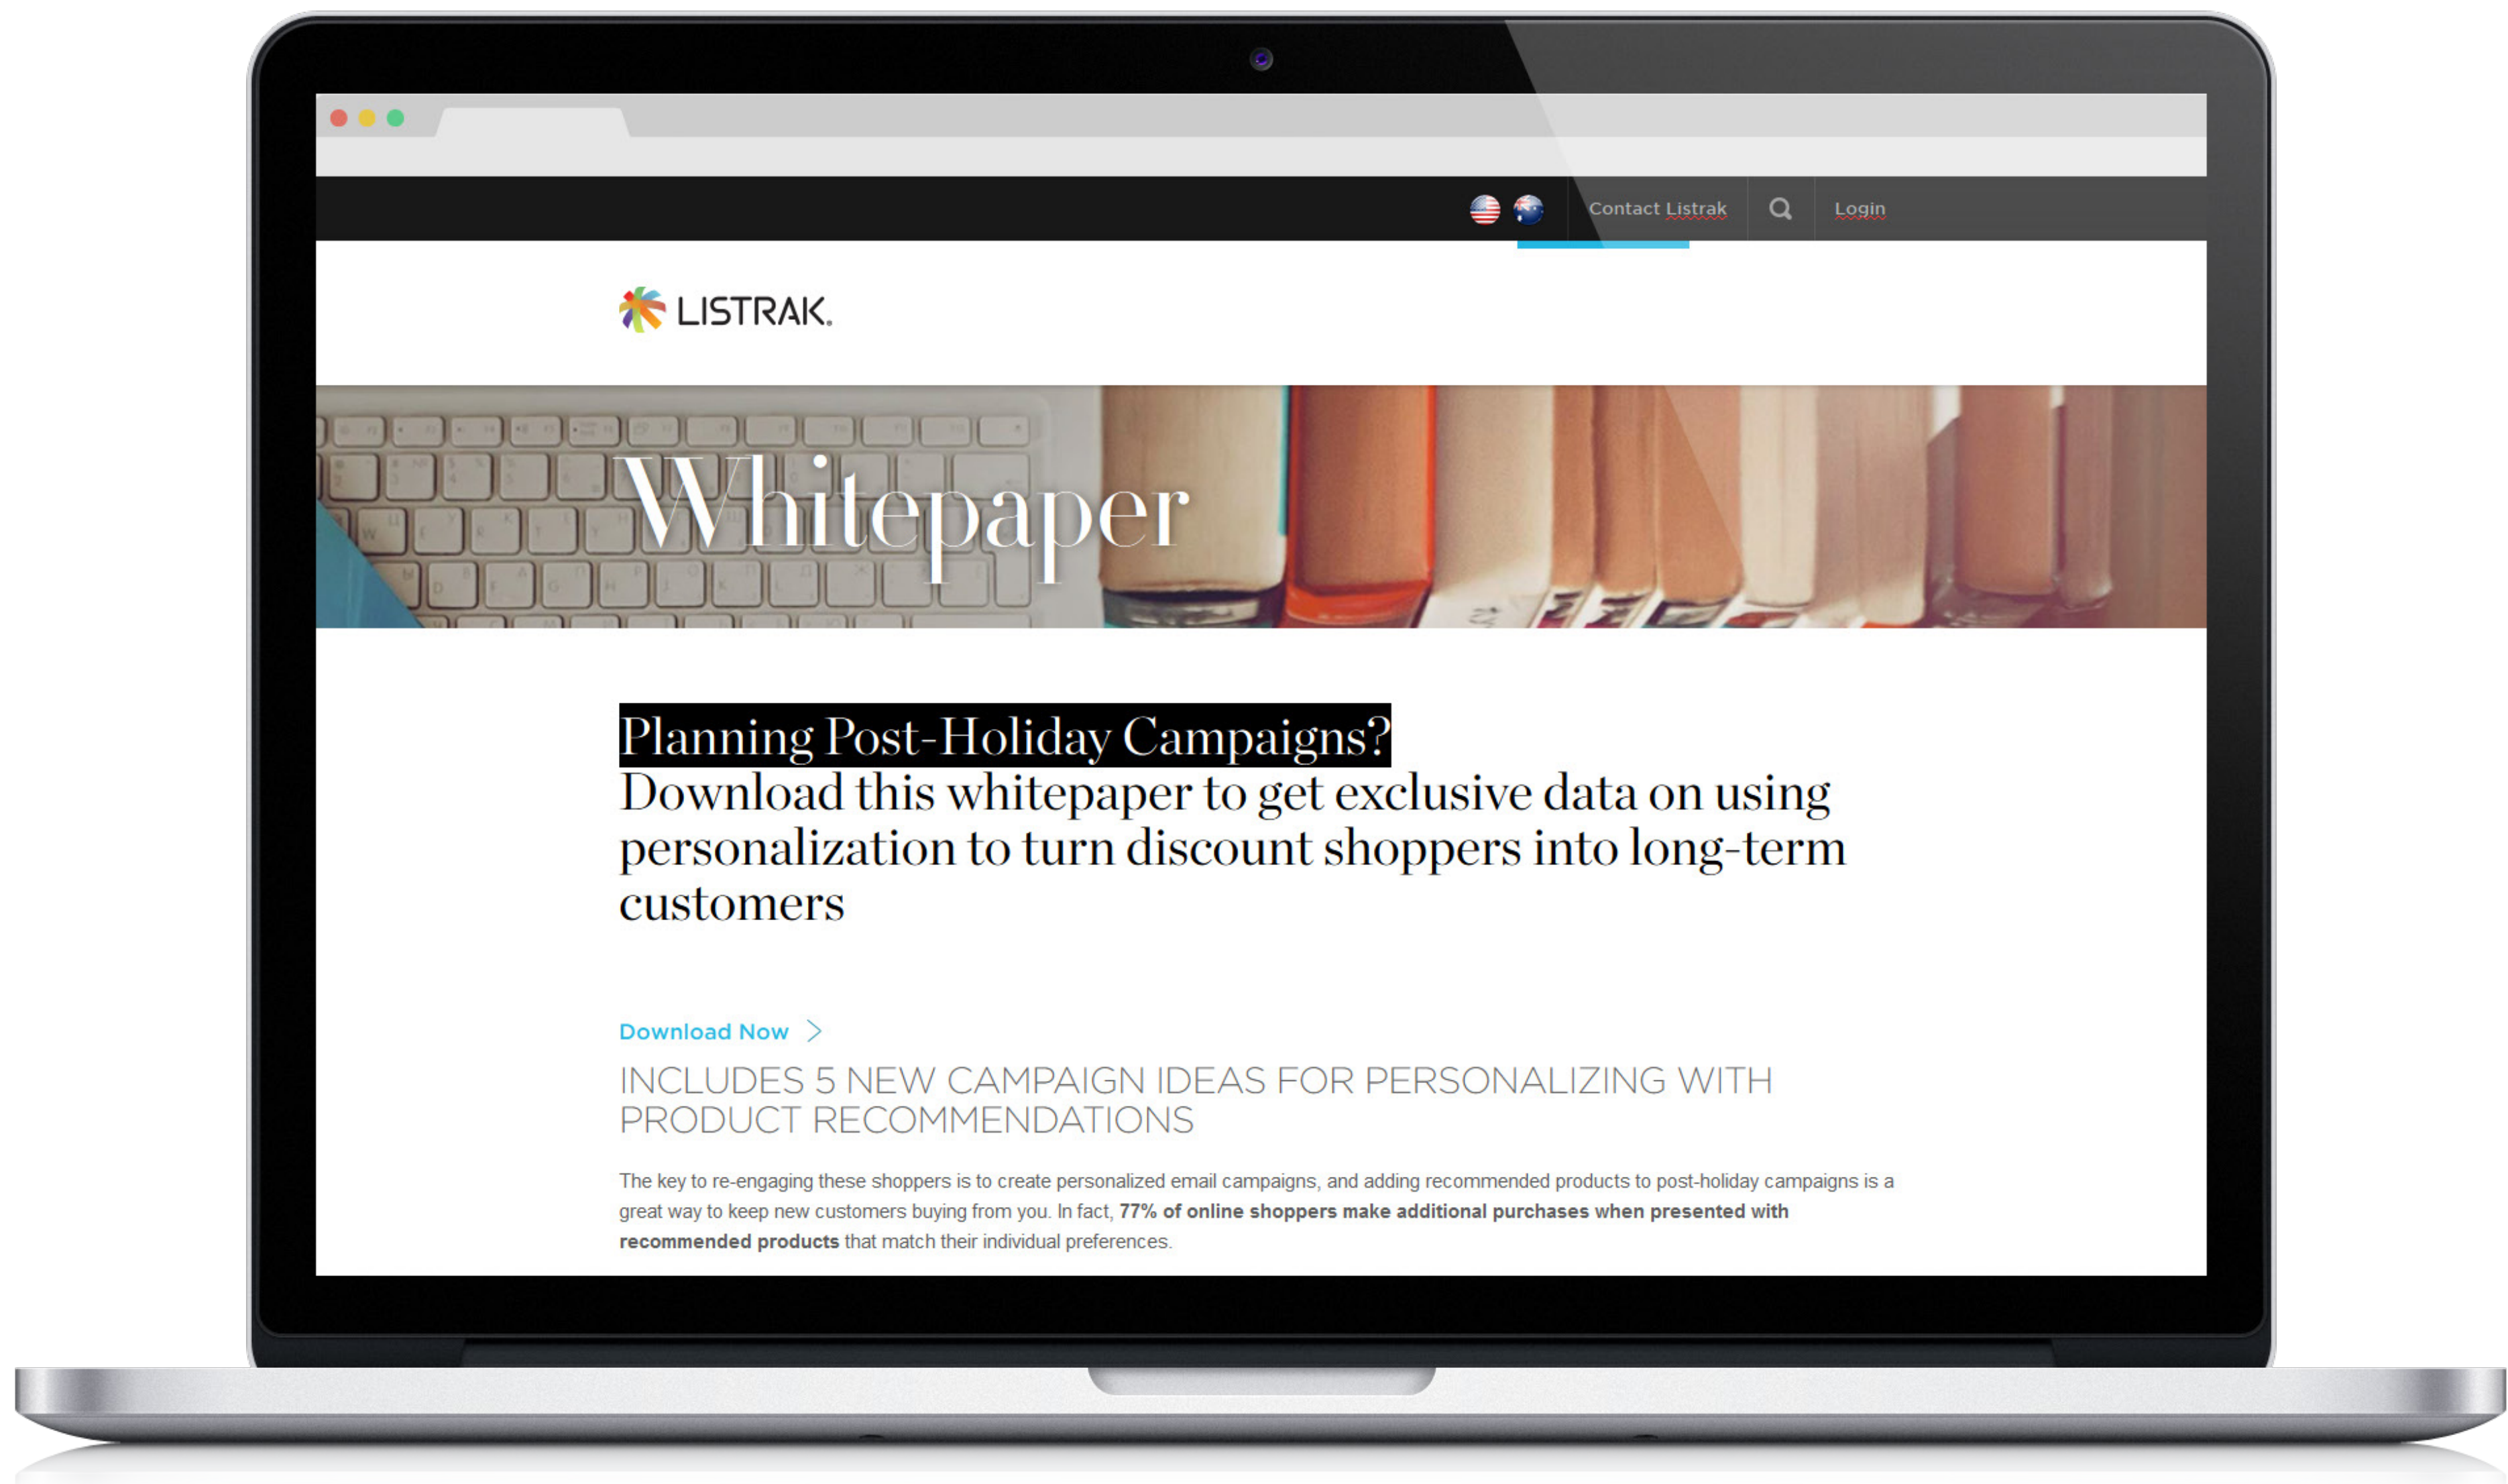 Contact Listrak Login
LISTRAK®
Whitepaper
Planning Post-Holiday Campaigns?
Download this whitepaper to get exclusive data on using
personalization to turn discount shoppers into long-term
customers
Download Now
INCLUDES 5 NEW CAMPAIGN IDEAS FOR PERSONALIZING WITH
PRODUCT RECOMMENDATIONS
The key to re-engaging these shoppers is to create personalized email campaigns, and adding recommended products to post-holiday campaigns is a
great way to keep new customers buying from you. In fact, 77% of online shoppers make additional purchases when presented with
recommended products that match their individual preferences.